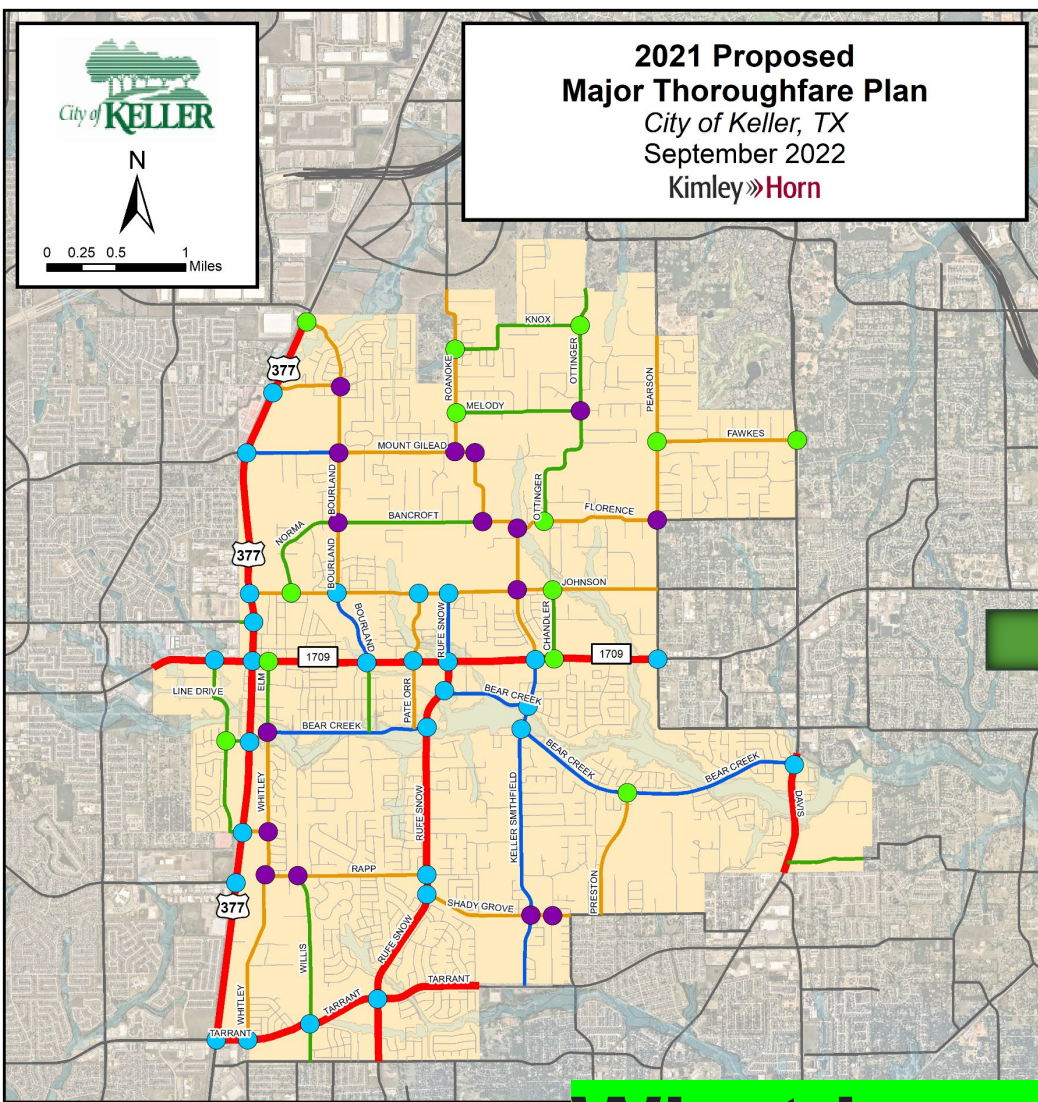 City of KELLER
N
0 0.25 0.5 1
Miles
2021 Proposed
Major Thoroughfare Plan
City of Keller, TX
September 2022
Kimley»Horn
KNOX
377
ROANOKE
OTTINGER
PEARSON
MELODY
FAWKES
MOUNT GILEAD
BOURLAND
OTTINGER
FLORENCE
BANCROFT
NORMA
377
BOURLAND
JOHNSON
BOURLAND
RUFE SNOW
CHANDLER
1709
1709
ELM
LINE DRIVE
PATE ORR
BEAR CREEK
BEAR CREEK
BEAR CREEK
BEAR CREEK
WHITLEY
RUFE SNOW
KELLER SMITHFIELD
DAVIS
RAPP
PRESTON
SHADY GROVE
377
RUFE SNOW
WILLIS
TARRANT
WHITLEY
TARRANT
TARRANT